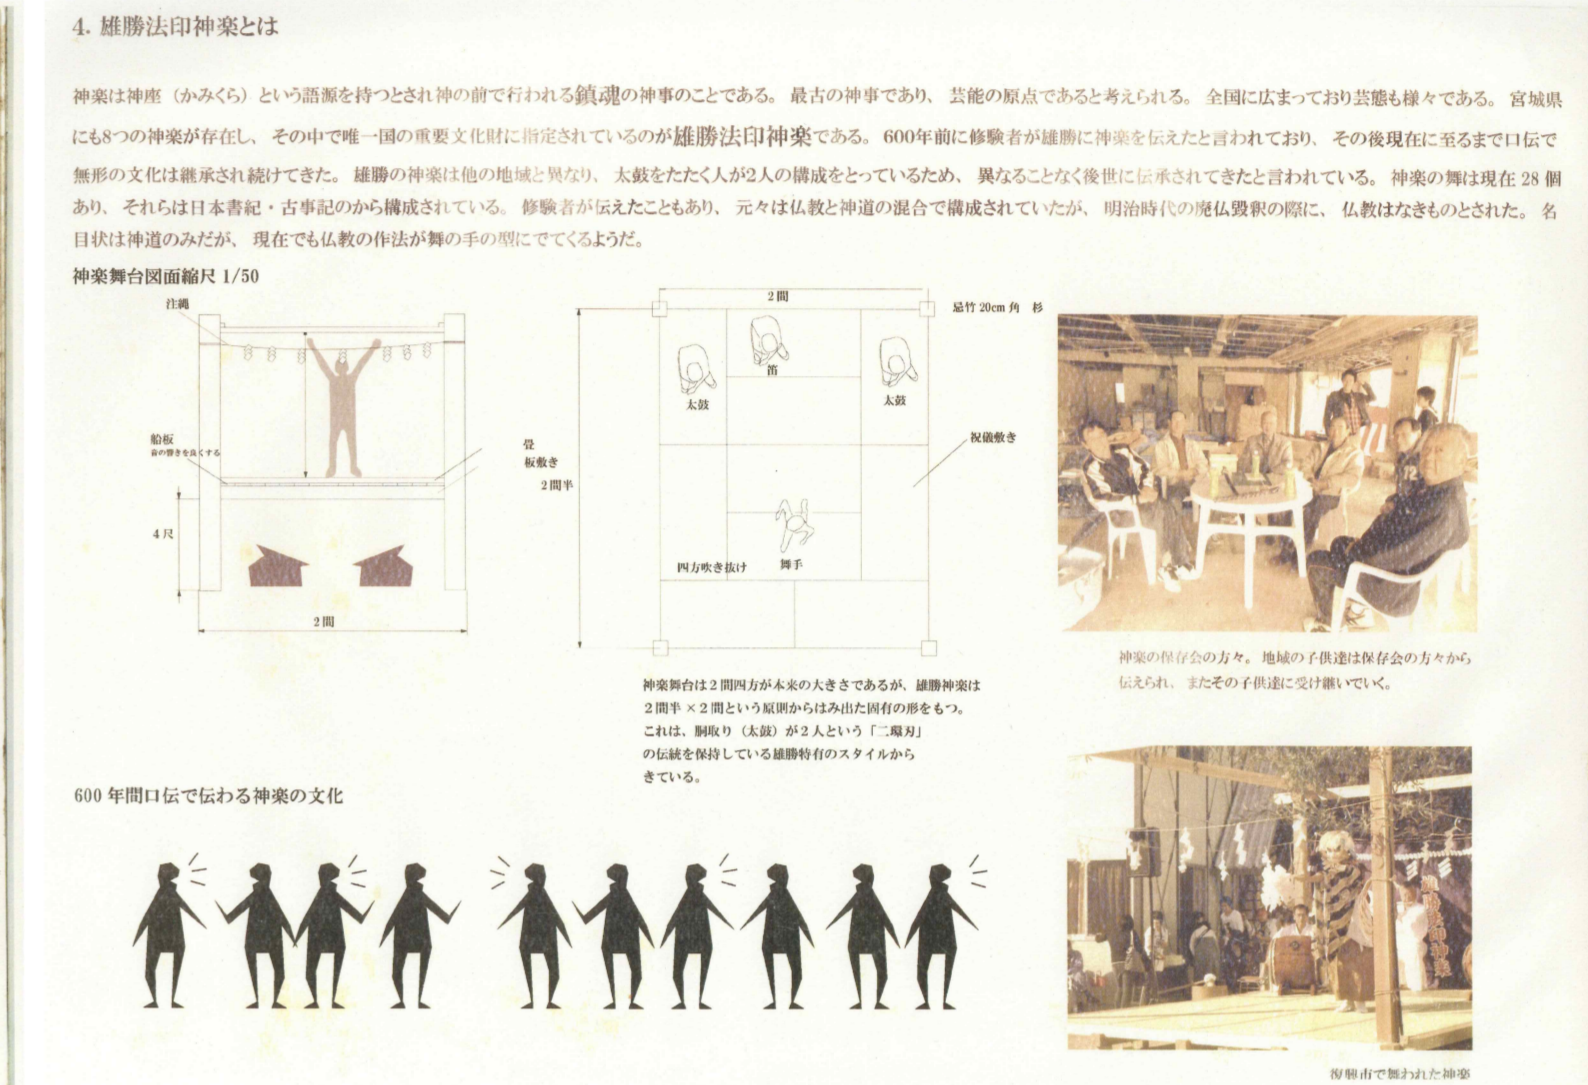 4. 雄勝法印神楽とは
神楽は神座（かみくら）という語源を持つとされ神の前で行われる鎮魂の神事のことである。最古の神事であり、芸能の原点であると考えられる。全国に広まっており芸態も様々である。宮城県
にも8つの神楽が存在し、その中で唯一国の重要文化財に指定されているのが雄勝法印神楽である。600年前に修験者が雄勝に神楽を伝えたと言われており、その後現在に至るまで口伝で
無形の文化は継承され続けてきた。雄勝の神楽は他の地域と異なり、太鼓をたたく人が2人の構成をとっているため、異なることなく後世に伝承されてきたと言われている。神楽の舞は現在 28 個
あり、それらは日本書紀・古事記のから構成されている。修験者が伝えたこともあり、元々は仏教と神道の混合で構成されていたが、明治時代の廃仏毀釈の際に、仏教はなきものとされた。名
目状は神道のみだが、現在でも仏教の作法が舞の手の型にでてくるようだ。
神楽舞台図面縮尺 1/50
注縄
船板
音の響きを良くする
4尺
2間
畳
板敷き
2間半
2間
忌竹 20cm 角 杉
笛
太鼓
太鼓
祝儀敷き
四方吹き抜け
舞手
神楽舞台は2間四方が本来の大きさであるが、雄勝神楽は
2間半×2間という原則からはみ出た固有の形をもつ。
これは、胴取り（太鼓）が2人という「二環刃」
の伝統を保持している雄勝特有のスタイルから
きている。
神楽の保存会の方々。地域の子供達は保存会の方々から
伝えられ、またその子供達に受け継いでいく。
600 年間口伝で伝わる神楽の文化
復興市で舞われた神楽